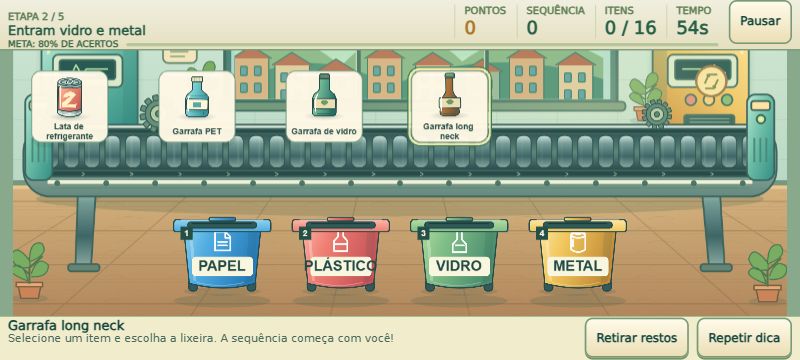 ETAPA 2 / 5
Entram vidro e metal
META: 80% DE ACERTOS
PONTOS
0
SEQUÊNCIA
0
ITENS
0 / 16
TEMPO
54s
Pausar
Lata de
refrigerante
Garrafa PET
Garrafa de vidro
Garrafa long
neck
1
PAPEL
2
PLÁSTICO
3
VIDRO
4
METAL
Garrafa long neck
Selecione um item e escolha a lixeira. A sequência começa com você!
Retirar restos
Repetir dica